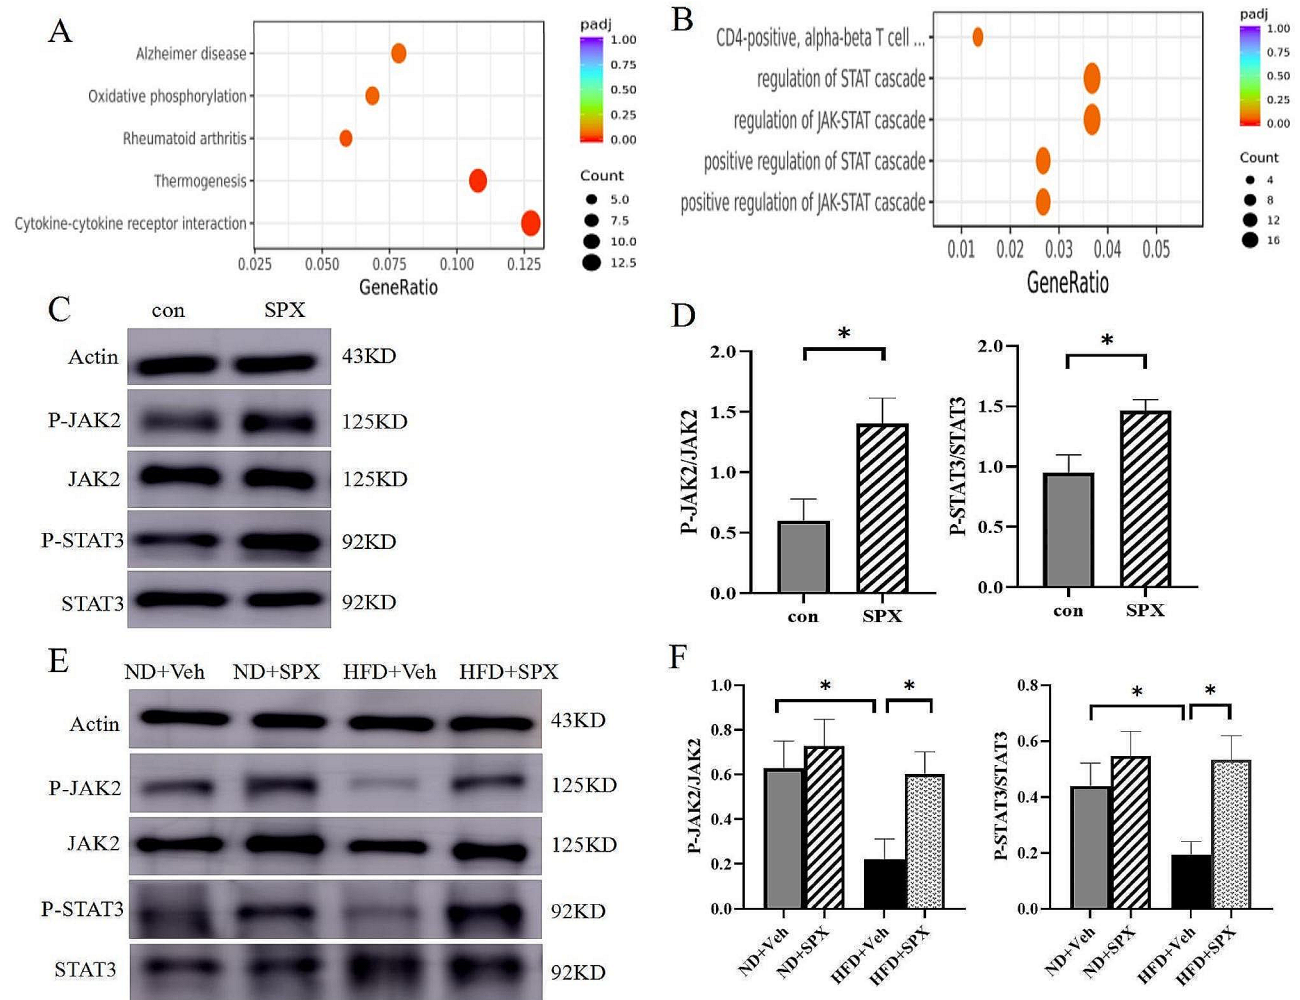 A
Alzheimer disease
Oxidative phosphorylation
Rheumatoid arthritis
Thermogenesis
Cytokine-cytokine receptor interaction
0.025 0.050 0.075 0.100 0.125
GeneRatio
padj
1.00
0.75
0.50
0.25
0.00
Count
5.0
7.5
10.0
12.5
B
CD4-positive, alpha-beta T cell ...
regulation of STAT cascade
regulation of JAK-STAT cascade
positive regulation of STAT cascade
positive regulation of JAK-STAT cascade
0.01 0.02 0.03 0.04 0.05
GeneRatio
padj
1.00
0.75
0.50
0.25
0.00
Count
4
8
12
16
C
con SPX
Actin 43KD
P-JAK2 125KD
JAK2 125KD
P-STAT3 92KD
STAT3 92KD
D
P-JAK2/JAK2
2.0
1.5
1.0
0.5
0.0
*
con SPX
P-STAT3/STAT3
2.0
1.5
1.0
0.5
0.0
*
con SPX
E
ND+Veh ND+SPX HFD+Veh HFD+SPX
Actin 43KD
P-JAK2 125KD
JAK2 125KD
P-STAT3 92KD
STAT3 92KD
F
P-JAK2/JAK2
1.0
0.8
0.6
0.4
0.2
0.0
* *
ND+Veh ND+SPX HFD+Veh HFD+SPX
P-STAT3/STAT3
0.8
0.6
0.4
0.2
0.0
* *
ND+Veh ND+SPX HFD+Veh HFD+SPX